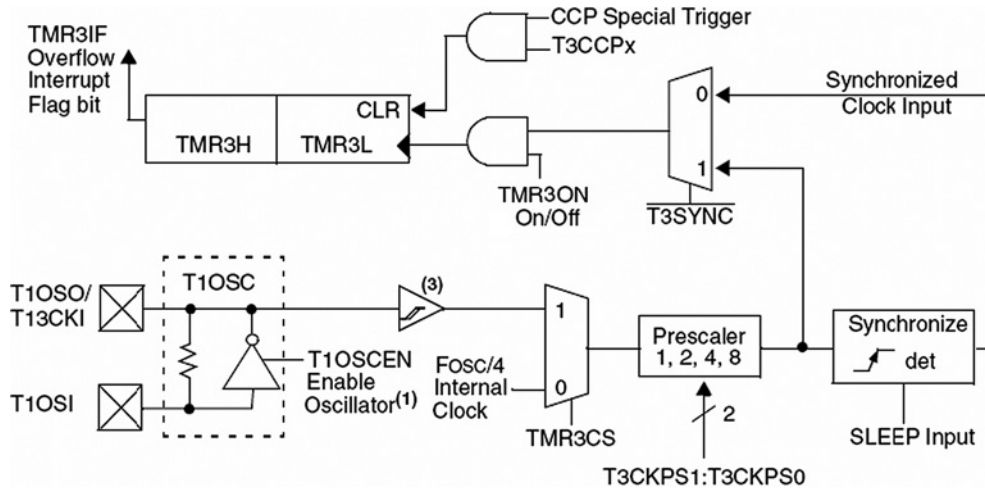 CCP Special Trigger
T3CCPx
TMR3IF
Overflow
Interrupt
Flag bit
CLR
TMR3H
TMR3L
TMR3ON
On/Off
0
1
T3SYNC
Synchronized
Clock Input
T1OSC
T1OSO/
T13CKI
T1OSI
T1OSCEN
Enable
Oscillator(1)
(3)
FOSC/4
Internal
Clock
1
0
TMR3CS
Prescaler
1, 2, 4, 8
2
T3CKPS1:T3CKPS0
Synchronize
det
SLEEP Input